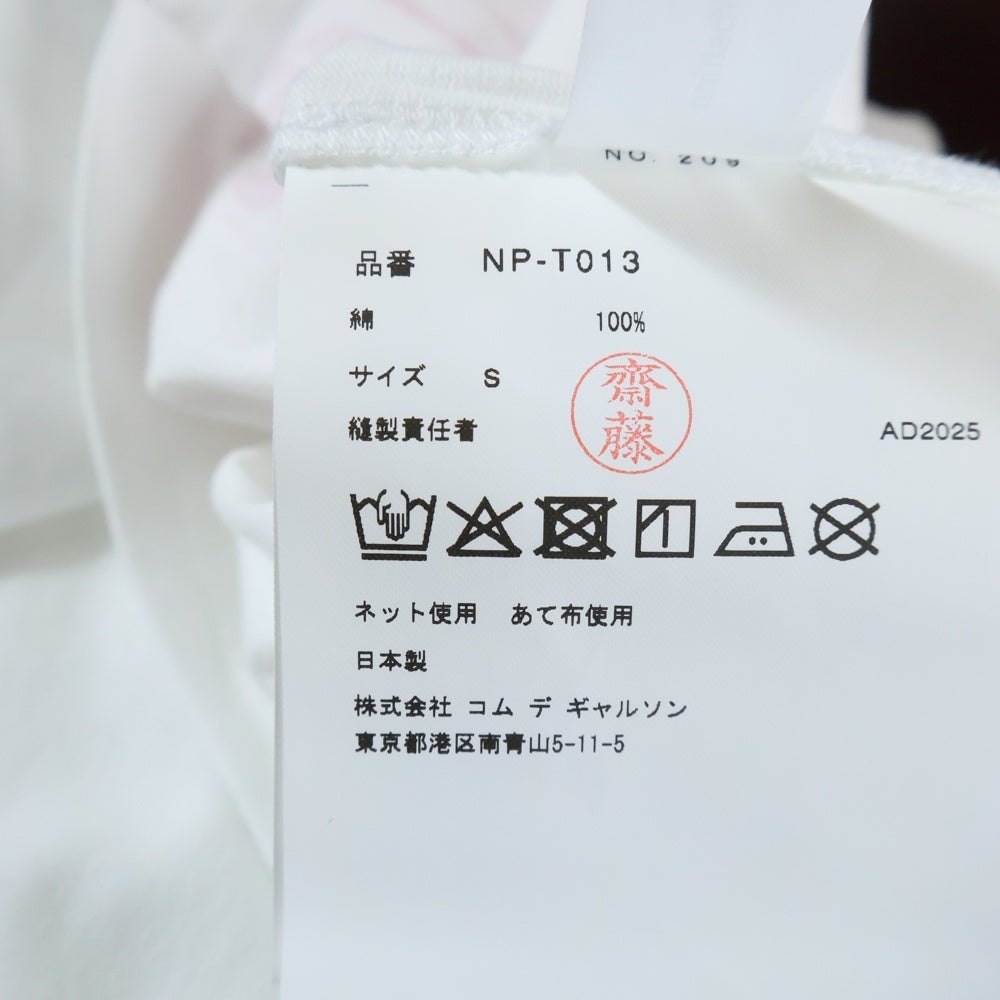 NO. 209
品番 NP-T013
綿 100%
サイズ S
齋藤
縫製責任者 AD2025
ネット使用 あて布使用
日本製
株式会社 コム デ ギャルソン
東京都港区南青山5-11-5